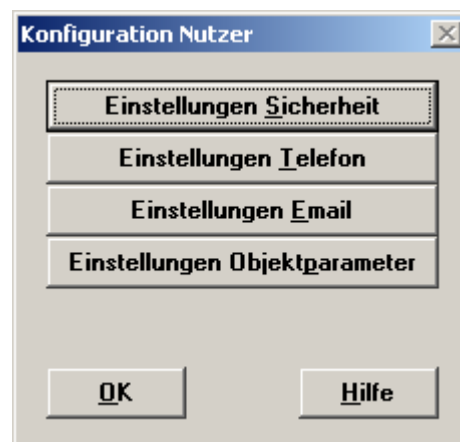 Konfiguration Nutzer
Einstellungen Sicherheit
Einstellungen Telefon
Einstellungen Email
Einstellungen Objektparameter
OK Hilfe